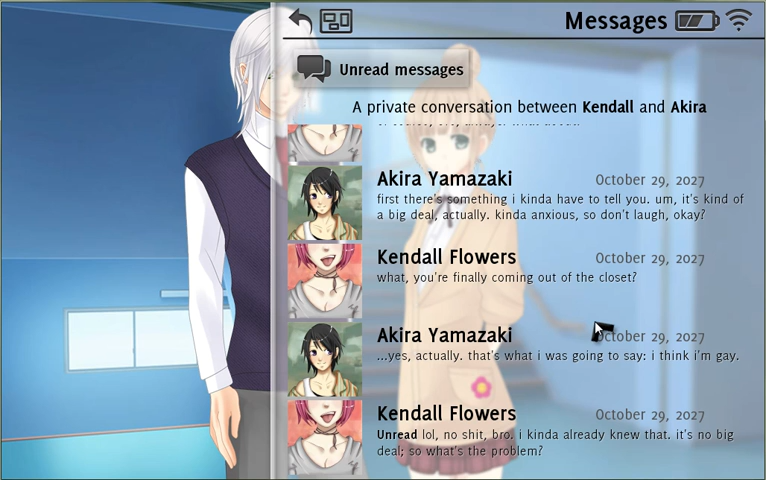 Messages
Unread messages
A private conversation between Kendall and Akira
Akira Yamazaki
October 29, 2027
first there's something i kinda have to tell you. um, it's kind of
a big deal, actually. kinda anxious, so don't laugh, okay?
Kendall Flowers
October 29, 2027
what, you're finally coming out of the closet?
Akira Yamazaki
October 29, 2027
...yes, actually. that's what i was going to say: i think i'm gay.
Kendall Flowers
October 29, 2027
Unread lol, no shit, bro. i kinda already knew that. it's no big
deal; so what's the problem?